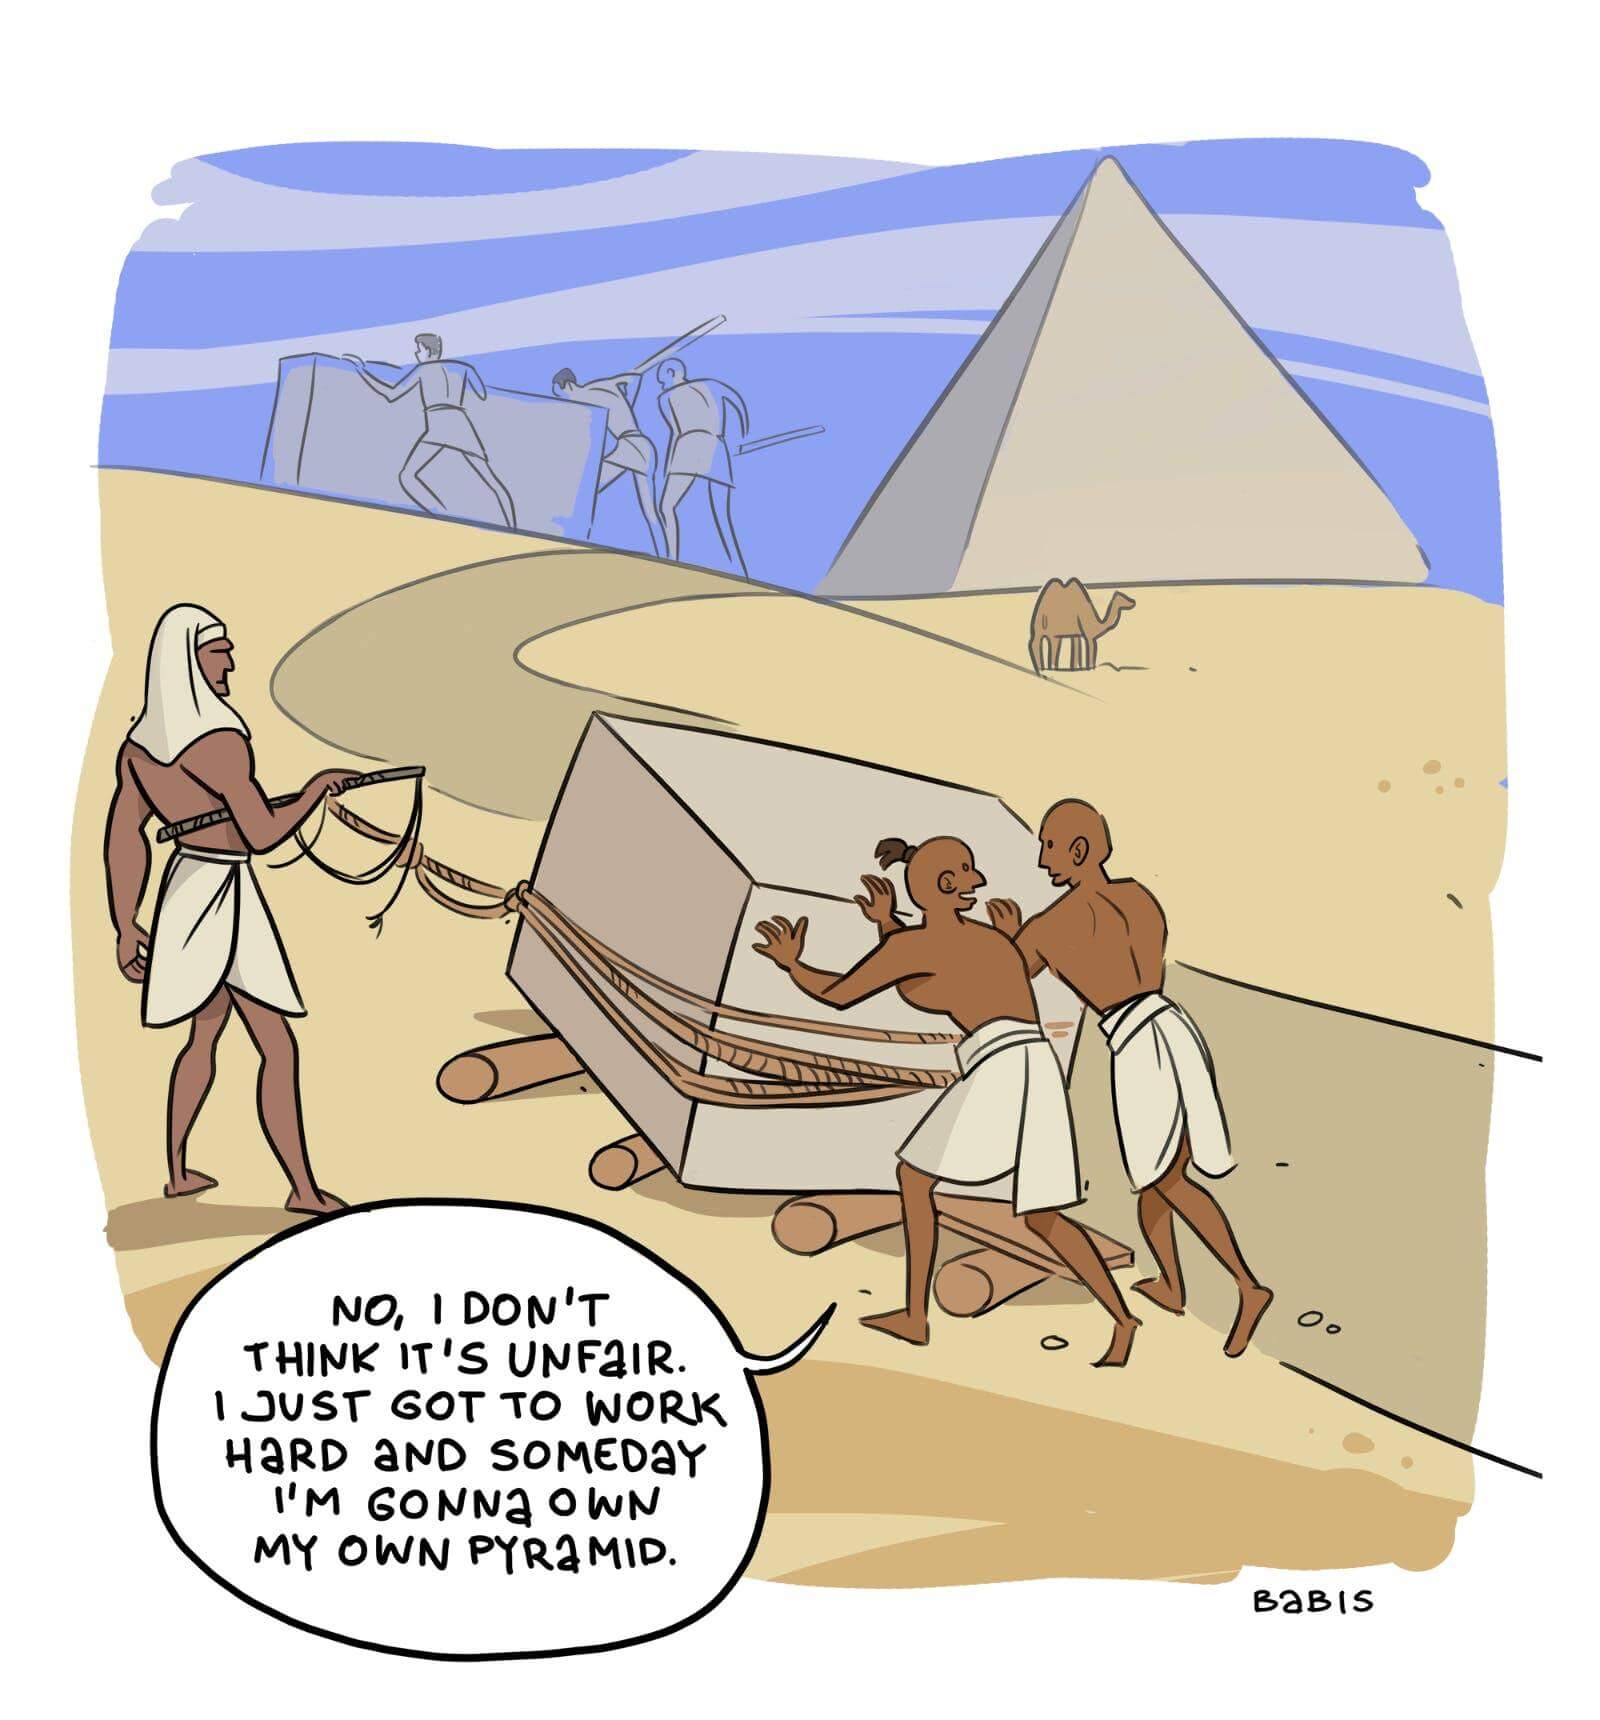 NO, I DON'T
THINK IT'S UNFaIR.
I JUST GOT TO WORK
HaRD aND SOMEDaY
I'M GONNa OWN
MY OWN PYRaMID.
BaBIS